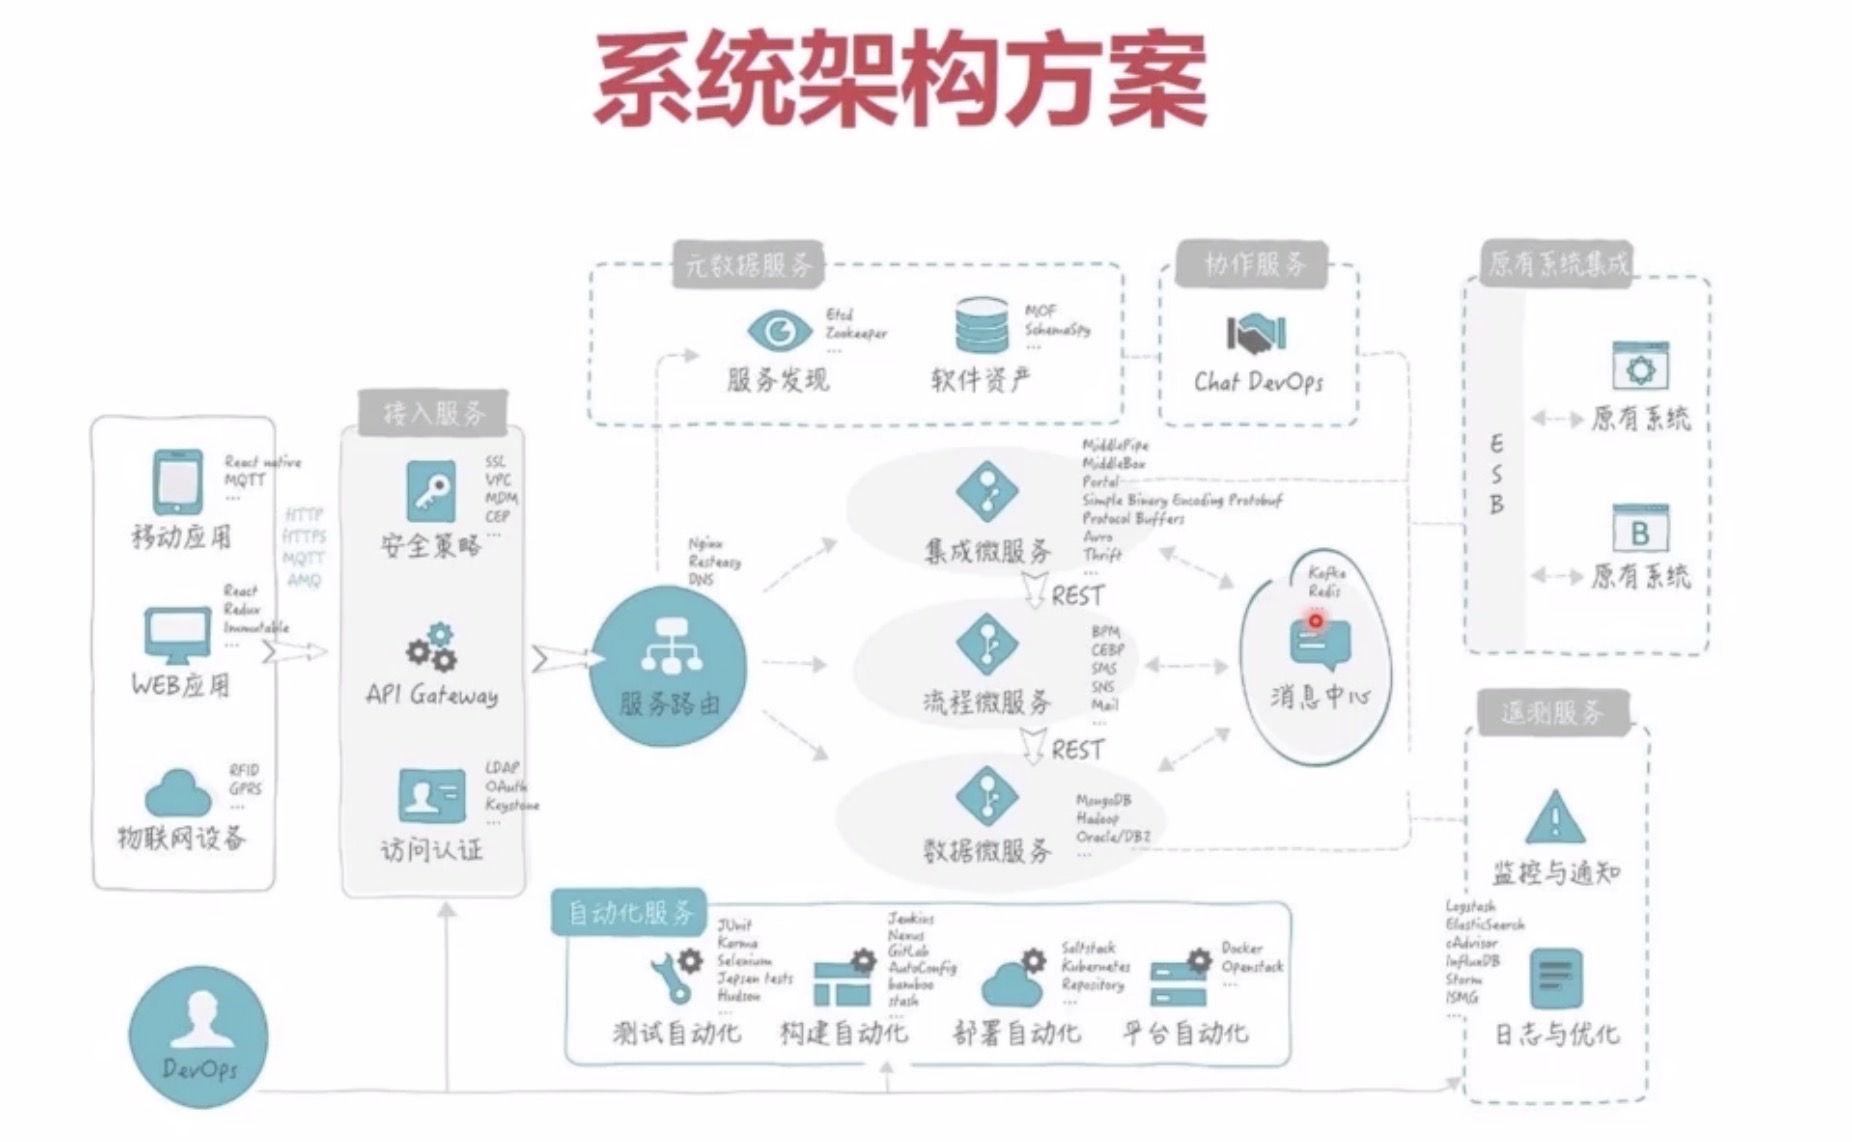 系统架构方案
元数据服务
Etcd
Zookeeper
...
服务发现
MOF
SchemaSpy
...
软件资产
协作服务
Chat DevOps
原有系统集成
E
S
B
原有系统
B
原有系统
React native
MQTT
...
移动应用
React
Redux
Immutable
...
WEB应用
RFID
GPRS
...
物联网设备
HTTP
HTTPS
MQTT
AMQ
接入服务
SSL
VPC
MDM
CEP
...
安全策略
API Gateway
LDAP
OAuth
Keystone
...
访问认证
Nginx
Resteasy
DNS
服务路由
MiddlePipe
MiddleBox
Portal
Simple Binary Encoding Protobuf
Protocol Buffers
Avro
Thrift
...
集成微服务
REST
BPM
CEBP
SMS
SNS
Mail
...
流程微服务
REST
MongoDB
Hadoop
Oracle/DB2
...
数据微服务
Kafka
Redis
...
消息中心
遥测服务
监控与通知
Logstash
ElasticSearch
cAdvisor
InfluxDB
Storm
ISMG
...
日志与优化
自动化服务
JUnit
Karma
Selenium
Jepsen tests
Hudson
...
测试自动化
Jenkins
Nexus
GitLab
AutoConfig
bamboo
stash
...
构建自动化
Saltstack
Kubernetes
Repository
...
部署自动化
Docker
Openstack
...
平台自动化
DevOps